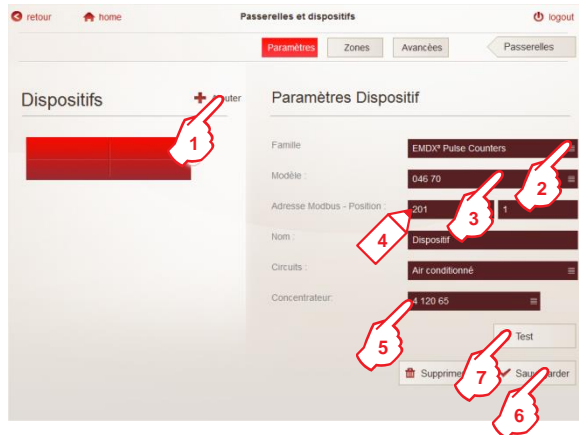 retour home Passerelles et dispositifs logout
Paramètres Zones Avancées Passerelles
Dispositifs Ajouter Paramètres Dispositif
1
Famille EMDX³ Pulse Counters
2
Modèle : 046 70
3
Adresse Modbus - Position : 201 1
4
Nom : Dispositif
Circuits : Air conditionné
Concentrateur: 4 120 65
5
Test
7
Supprimer Sauvegarder
6